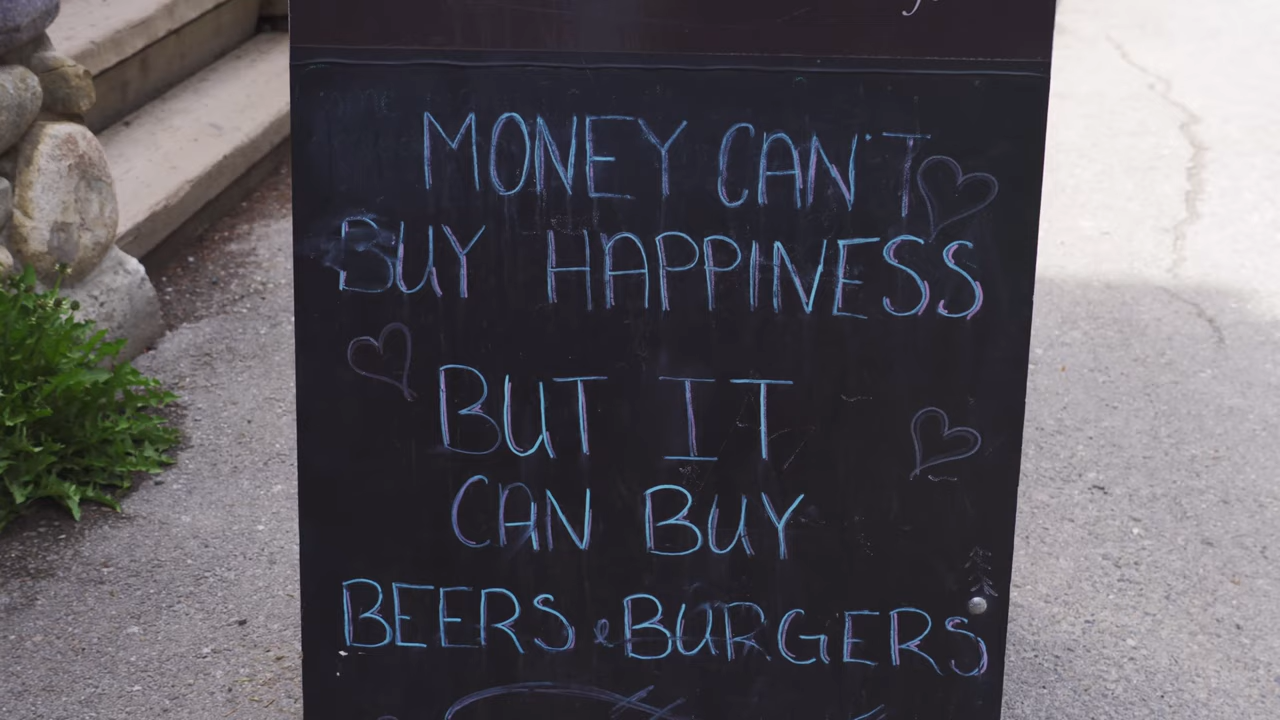 MONEY CAN'T
BUY HAPPINESS
BUT IT
CAN BUY
BEERS & BURGERS